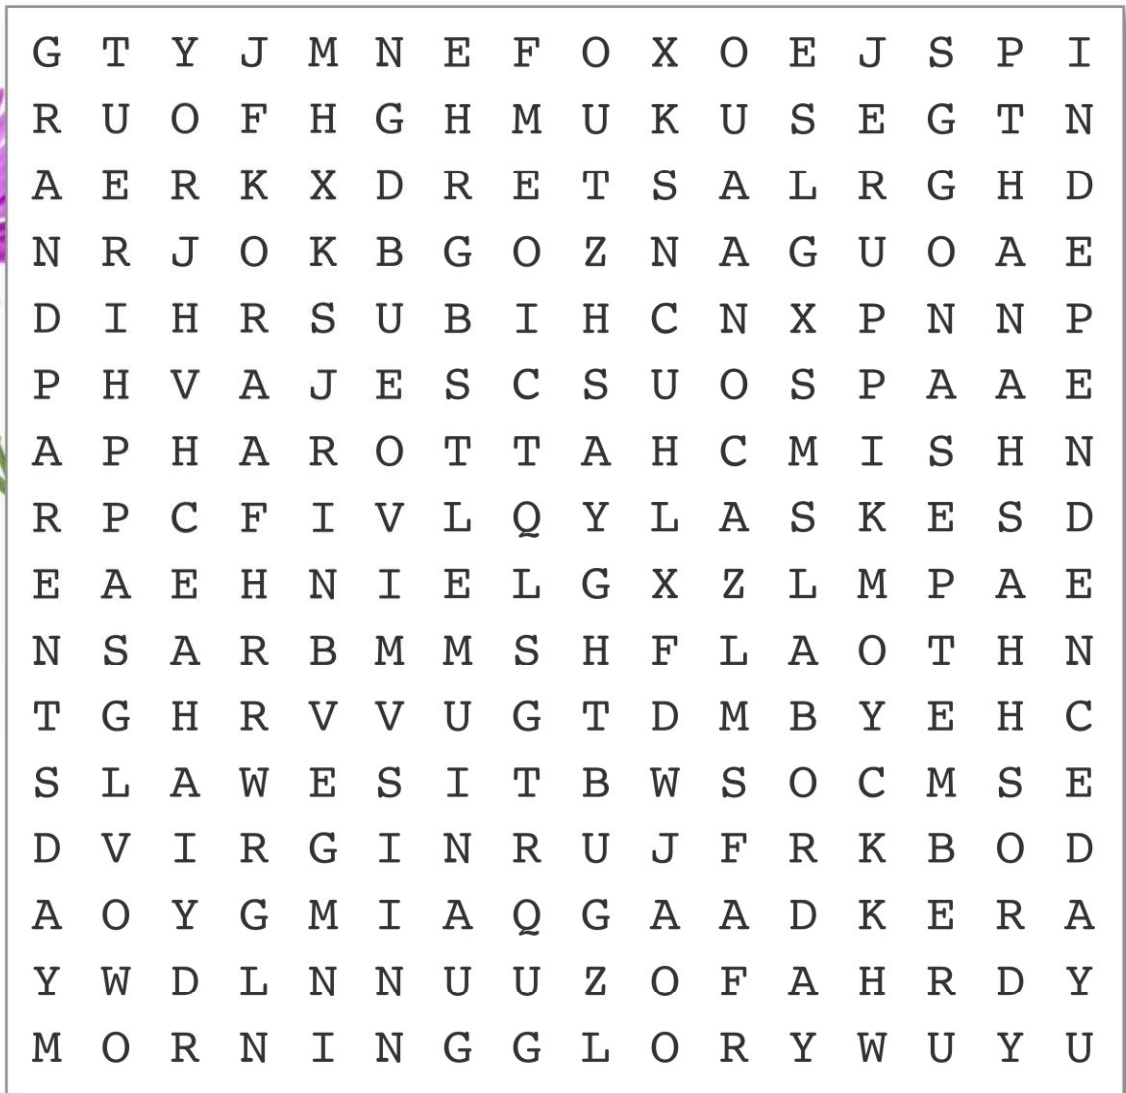 G T Y J M N E F O X O E J S P I
R U O F H G H M U K U S E G T N
A E R K X D R E T S A L R G H D
N R J O K B G O Z N A G U O A E
D I H R S U B I H C N X P N N P
P H V A J E S C S U O S P A A E
A P H A R O T T A H C M I S H N
R P C F I V L Q Y L A S K E S D
E A E H N I E L G X Z L M P A E
N S A R B M M S H F L A O T H N
T G H R V V U G T D M B Y E H C
S L A W E S I T B W S O C M S E
D V I R G I N R U J F R K B O D
A O Y G M I A Q G A A D K E R A
Y W D L N N U U Z O F A H R D Y
M O R N I N G G L O R Y W U Y U